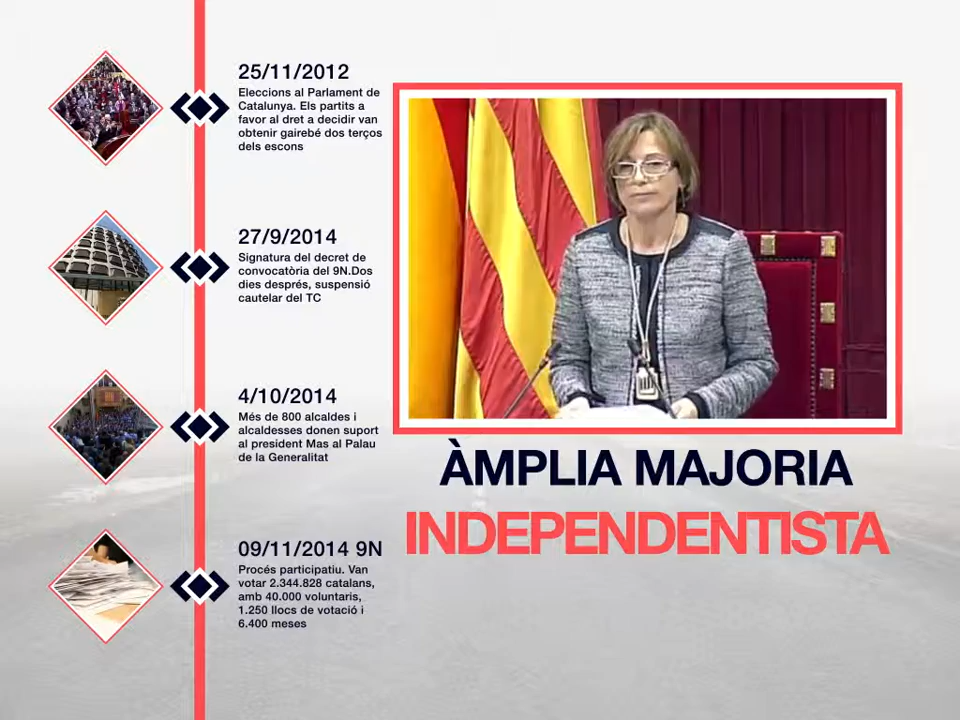 25/11/2012
Eleccions al Parlament de
Catalunya. Els partits a
favor al dret a decidir van
obtenir gairebé dos terços
dels escons
27/9/2014
Signatura del decret de
convocatòria del 9N.Dos
dies després, suspensió
cautelar del TC
4/10/2014
Més de 800 alcaldes i
alcaldesses donen suport
al president Mas al Palau
de la Generalitat
09/11/2014 9N
Procés participatiu. Van
votar 2.344.828 catalans,
amb 40.000 voluntaris,
1.250 llocs de votació i
6.400 meses
ÀMPLIA MAJORIA
INDEPENDENTISTA